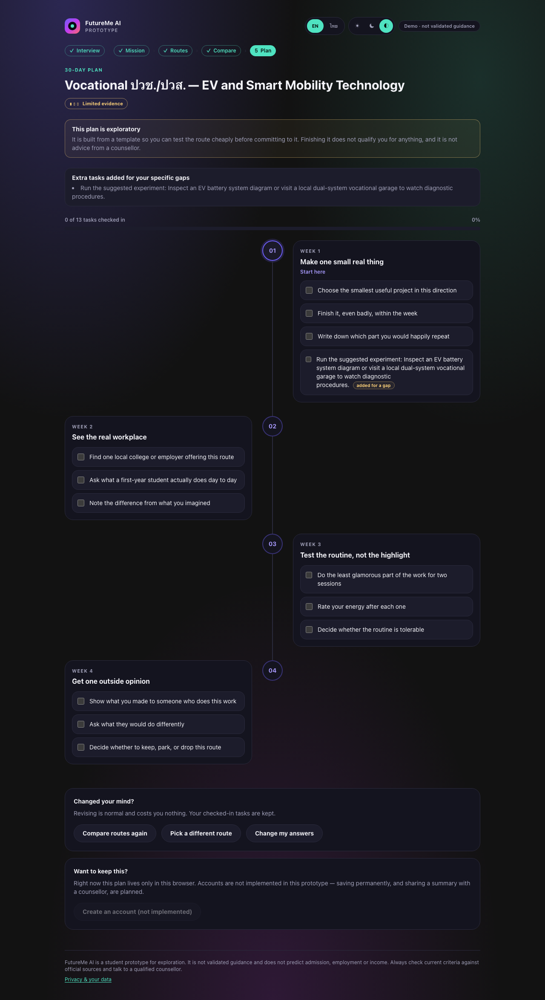 FutureMe AI
PROTOTYPE
EN
ไทย
Demo · not validated guidance
✓ Interview
✓ Mission
✓ Routes
✓ Compare
5 Plan
30-DAY PLAN
Vocational ปวช./ปวส. — EV and Smart Mobility Technology
Limited evidence
This plan is exploratory
It is built from a template so you can test the route cheaply before committing to it. Finishing it does not qualify you for anything, and it is not
advice from a counsellor.
Extra tasks added for your specific gaps
• Run the suggested experiment: Inspect an EV battery system diagram or visit a local dual-system vocational garage to watch diagnostic
procedures.
0 of 13 tasks checked in
0%
01
WEEK 1
Make one small real thing
Start here
Choose the smallest useful project in this direction
Finish it, even badly, within the week
Write down which part you would happily repeat
Run the suggested experiment: Inspect an EV battery
system diagram or visit a local dual-system vocational
garage to watch diagnostic
procedures. added for a gap
02
WEEK 2
See the real workplace
Find one local college or employer offering this route
Ask what a first-year student actually does day to day
Note the difference from what you imagined
03
WEEK 3
Test the routine, not the highlight
Do the least glamorous part of the work for two
sessions
Rate your energy after each one
Decide whether the routine is tolerable
04
WEEK 4
Get one outside opinion
Show what you made to someone who does this work
Ask what they would do differently
Decide whether to keep, park, or drop this route
Changed your mind?
Revising is normal and costs you nothing. Your checked-in tasks are kept.
Compare routes again
Pick a different route
Change my answers
Want to keep this?
Right now this plan lives only in this browser. Accounts are not implemented in this prototype — saving permanently, and sharing a summary with
a counsellor, are planned.
Create an account (not implemented)
FutureMe AI is a student prototype for exploration. It is not validated guidance and does not predict admission, employment or income. Always check current criteria against
official sources and talk to a qualified counsellor.
Privacy & your data